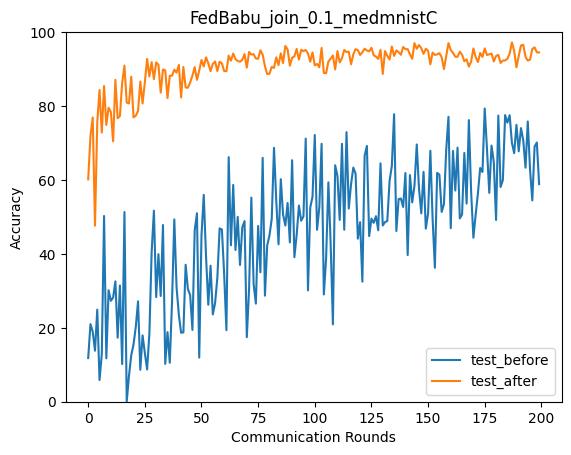 FedBabu_join_0.1_medmnistC
100
80
60
40
20
0
Accuracy
0 25 50 75 100 125 150 175 200
Communication Rounds
test_before
test_after